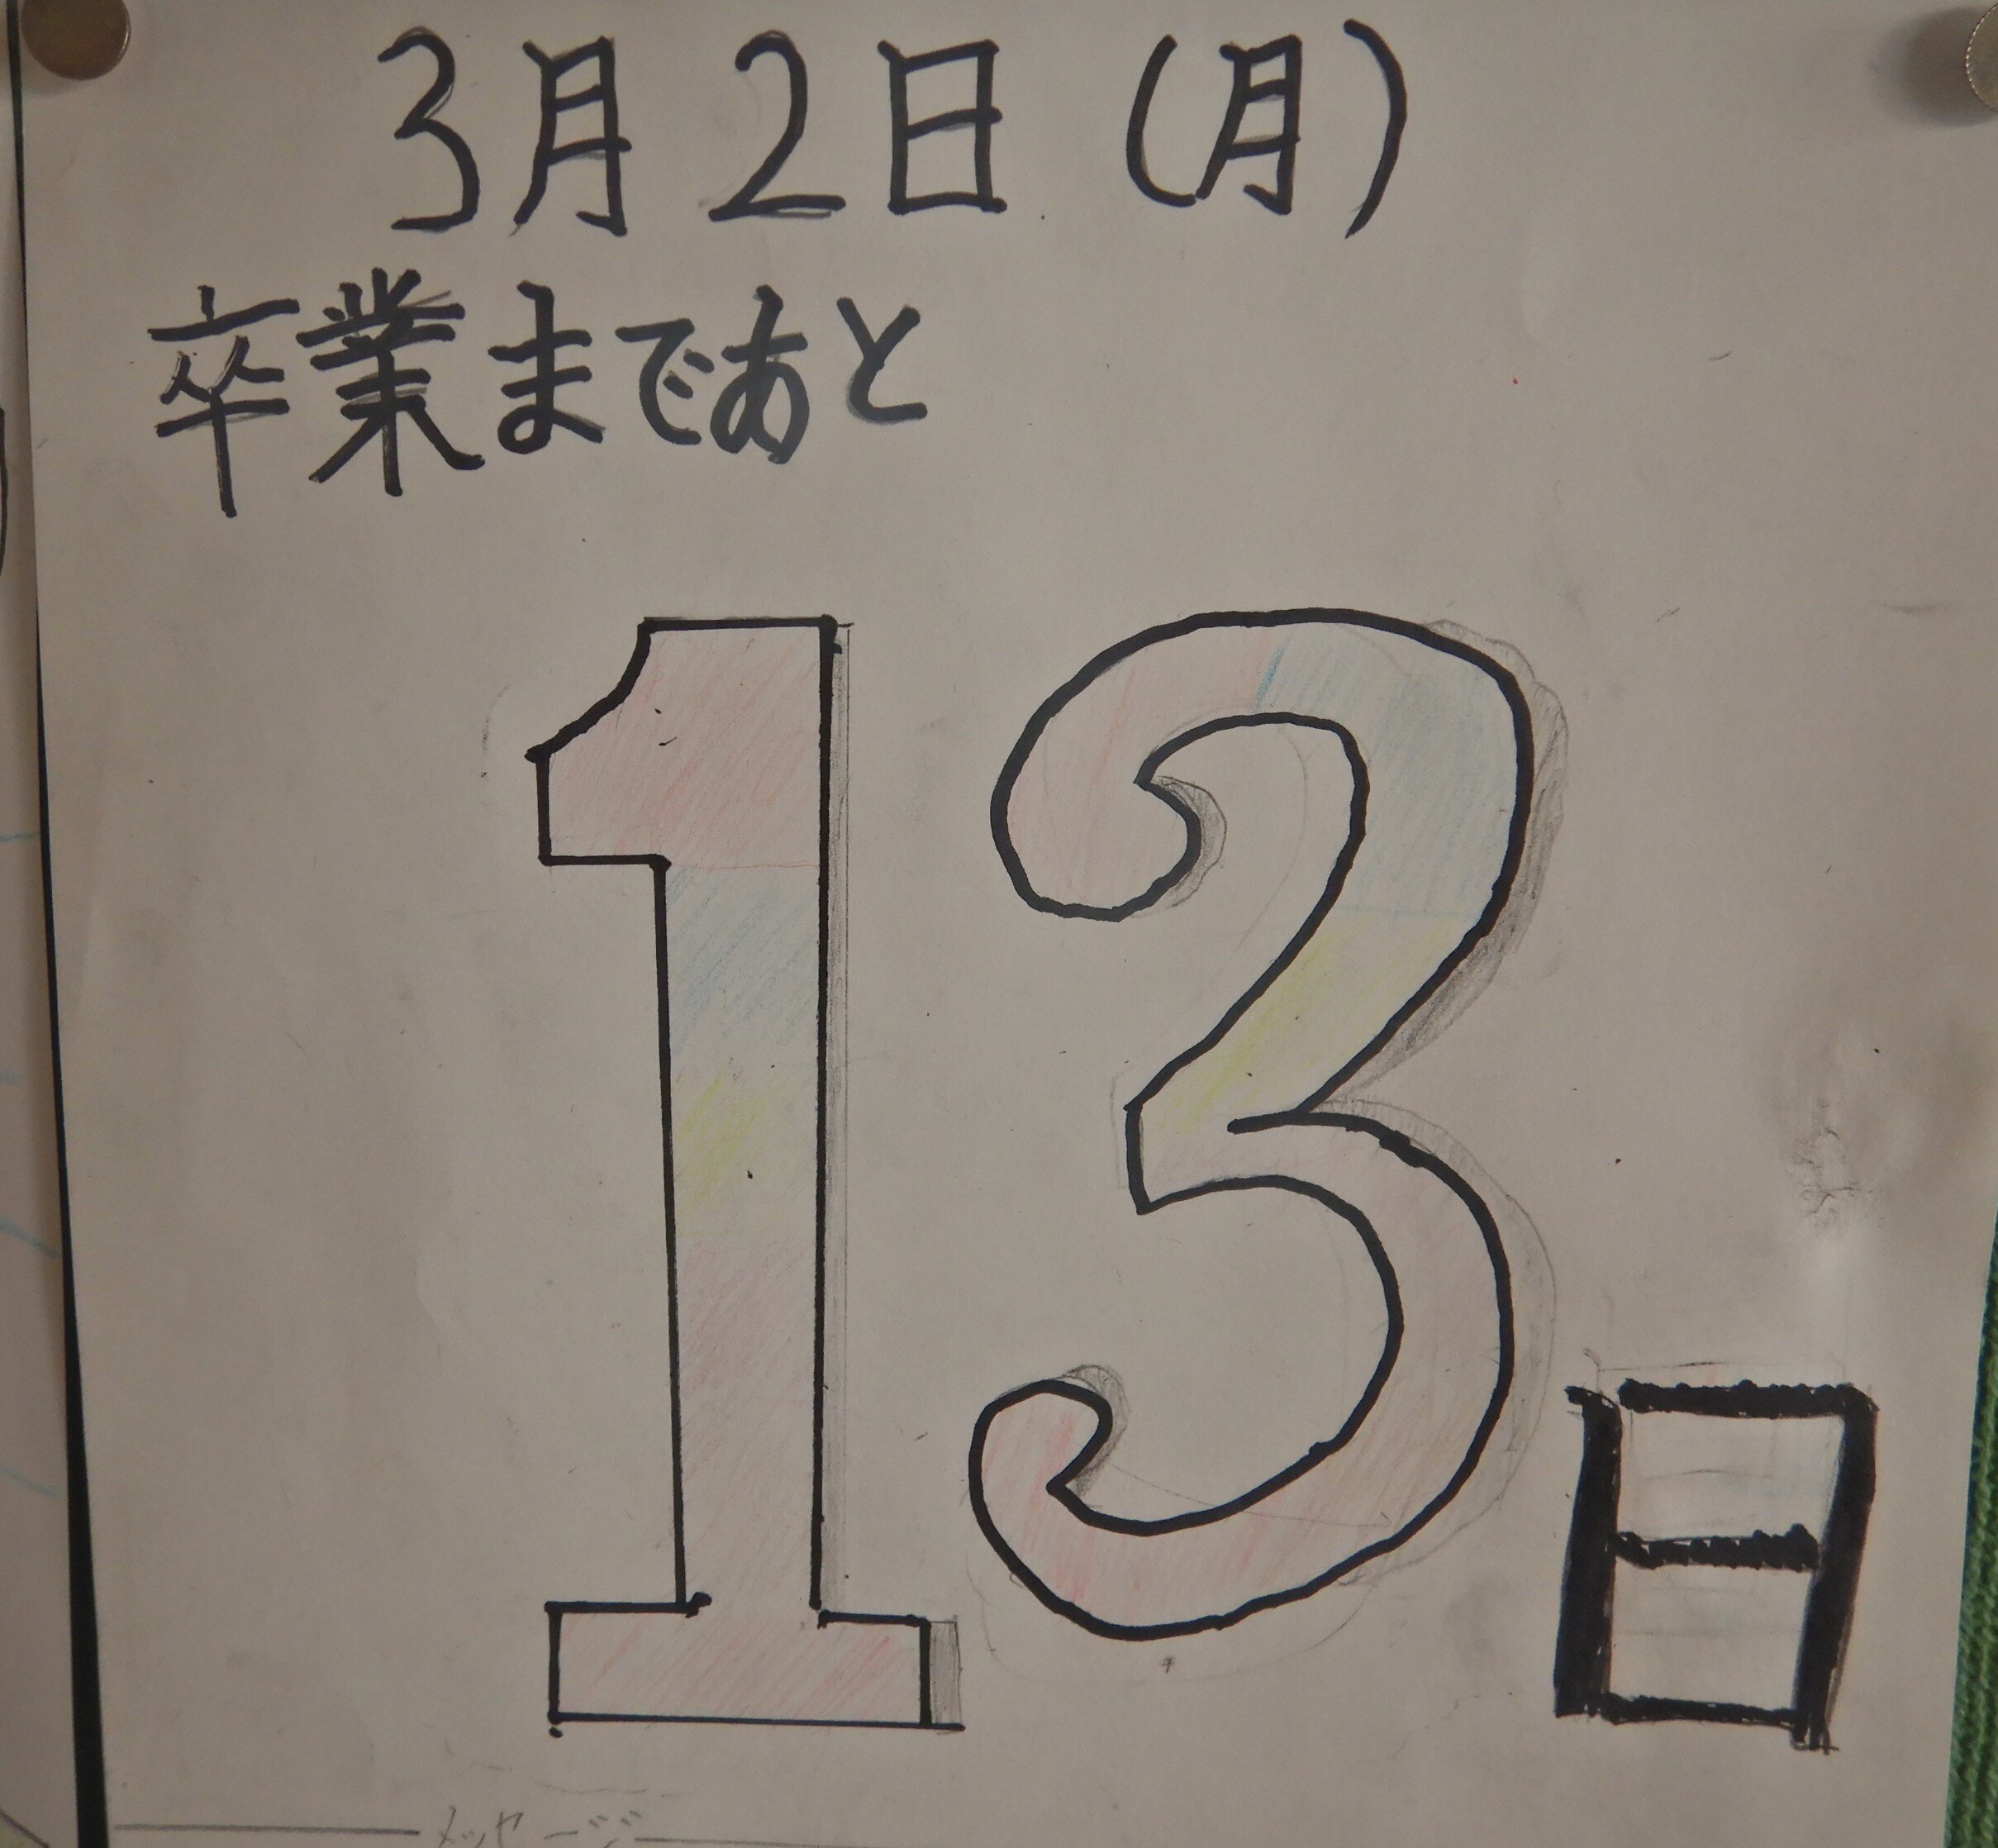 3月2日(月)
卒業まであと
13日
メッセージ